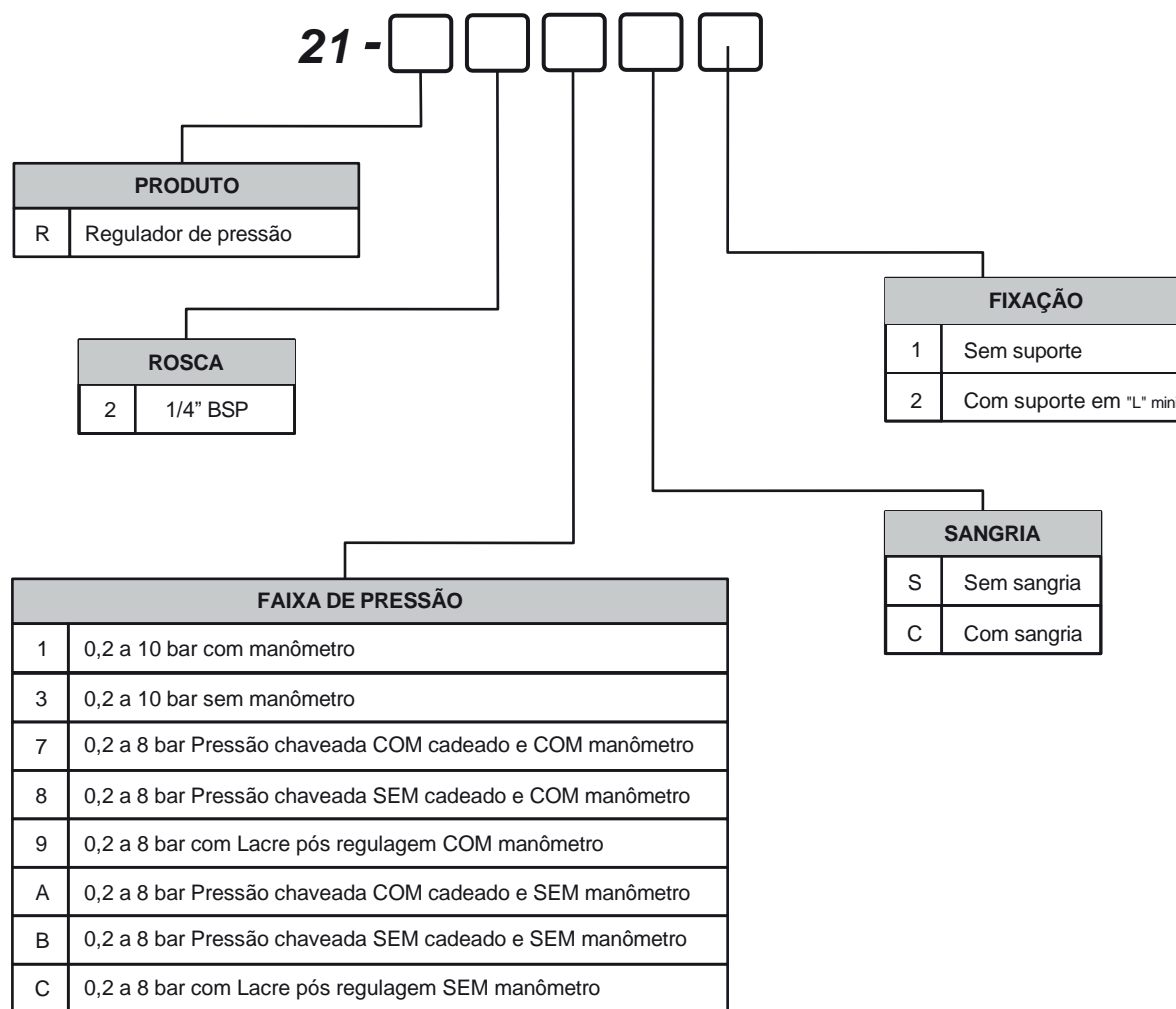 21 -
PRODUTO
R Regulador de pressão
ROSCA
2 1/4” BSP
FIXAÇÃO
1 Sem suporte
2 Com suporte em "L" mini
SANGRIA
S Sem sangria
C Com sangria
FAIXA DE PRESSÃO
1 0,2 a 10 bar com manômetro
3 0,2 a 10 bar sem manômetro
7 0,2 a 8 bar Pressão chaveada COM cadeado e COM manômetro
8 0,2 a 8 bar Pressão chaveada SEM cadeado e COM manômetro
9 0,2 a 8 bar com Lacre pós regulagem COM manômetro
A 0,2 a 8 bar Pressão chaveada COM cadeado e SEM manômetro
B 0,2 a 8 bar Pressão chaveada SEM cadeado e SEM manômetro
C 0,2 a 8 bar com Lacre pós regulagem SEM manômetro